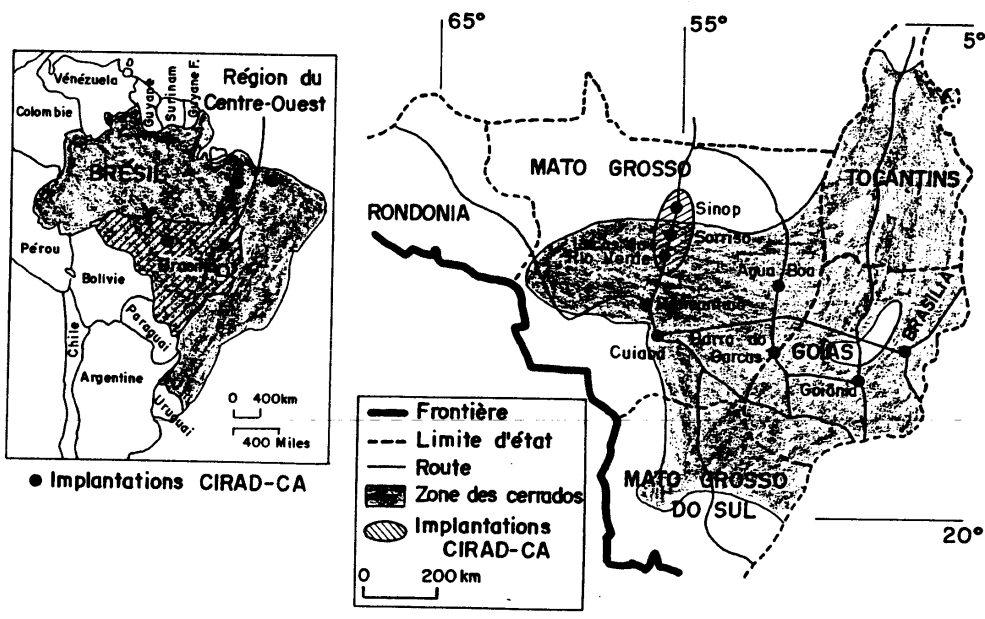 Région du
Centre-Ouest
Vénézuela
Guyane
Surinam
Guyane F.
Colombie
BRÉSIL
Pérou
Bolivie
Paraguai
Chile
Argentine
Uruguai
0 400km
400 Miles
● Implantations CIRAD-CA
65°
55°
5°
MATO GROSSO
TOCANTINS
RONDONIA
Sinop
Sorriso
Rio Verde
Agua Boa
BRASILIA
Cuiabá
Barra do
Garcas
GOIAS
Goiânia
MATO GROSSO
DO SUL
20°
Frontière
Limite d'état
Route
Zone des cerrados
Implantations
CIRAD-CA
0 200 km